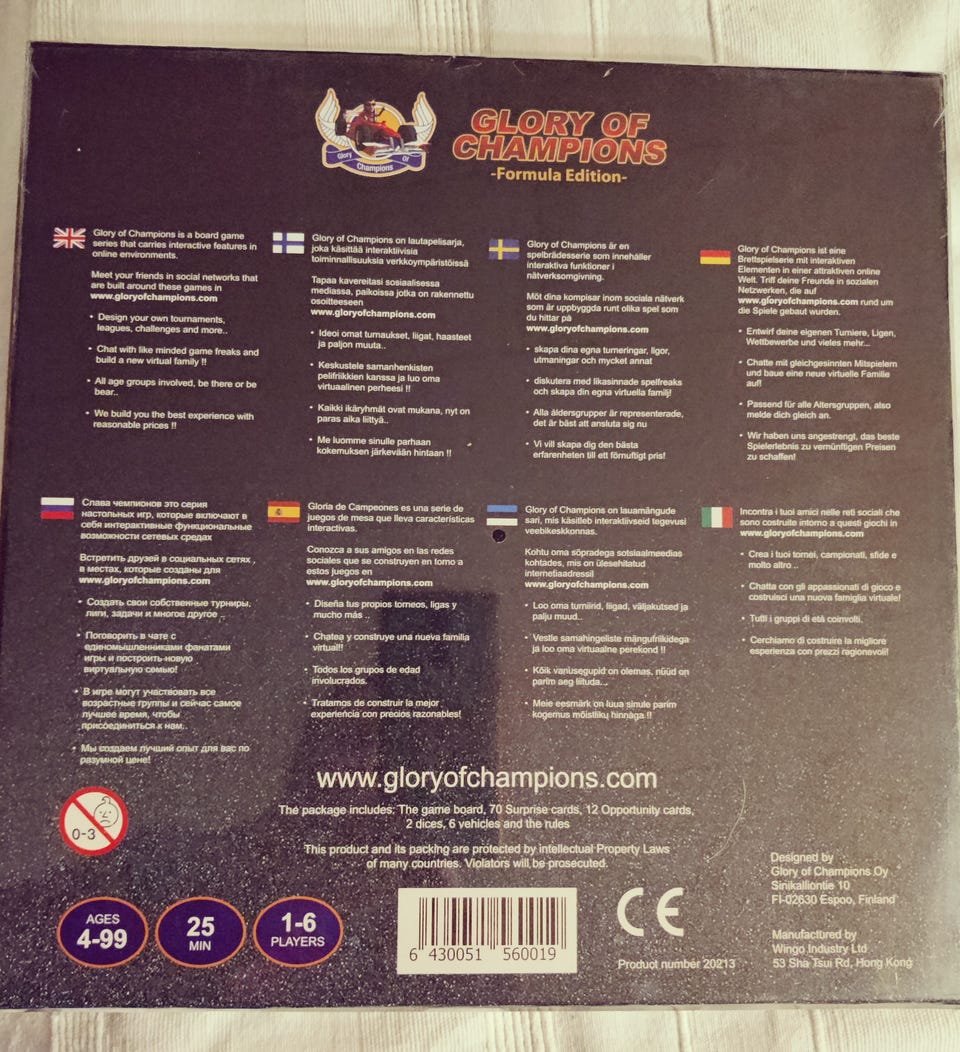 Glory Of
Champions
GLORY OF
CHAMPIONS
-Formula Edition-
Glory of Champions is a board game
series that carries interactive features in
online environments.
Meet your friends in social networks that
are built around these games in
www.gloryofchampions.com
• Design your own tournaments,
leagues, challenges and more..
• Chat with like minded game freaks and
build a new virtual family !!
• All age groups involved, be there or be
bear..
• We build you the best experience with
reasonable prices !!
Glory of Champions on lautapelisarja,
joka käsittää interaktiivisia
toiminnallisuuksia verkkoympäristöissä
Tapaa kavereitasi sosiaalisessa
mediassa, paikoissa jotka on rakennettu
osoitteeseen
www.gloryofchampions.com
• Ideoi omat turnaukset, liigat, haasteet
ja paljon muuta..
• Keskustele samanhenkisten
pelifriikkien kanssa ja luo oma
virtuaalinen perheesi !!
• Kaikki ikäryhmät ovat mukana, nyt on
paras aika liittyä..
• Me luomme sinulle parhaan
kokemuksen järkevään hintaan !!
Glory of Champions är en
spelbrädesserie som innehåller
interaktiva funktioner i
nätverksomgivning.
Möt dina kompisar inom sociala nätverk
som är uppbyggda runt olika spel som
du hittar på
www.gloryofchampions.com
• skapa dina egna turneringar, ligor,
utmaningar och mycket annat
• diskutera med likasinnade spelfreaks
och skapa din egna virtuella familj!
• Alla åldersgrupper är representerade,
det är bäst att ansluta sig nu
• Vi vill skapa dig den bästa
erfarenheten till ett förnuftigt pris!
Glory of Champions ist eine
Brettspielserie mit interaktiven
Elementen in einer attraktiven online
Welt. Triff deine Freunde in sozialen
Netzwerken, die auf
www.gloryofchampions.com rund um
die Spiele gebaut wurden.
• Entwirf deine eigenen Turniere, Ligen,
Wettbewerbe und vieles mehr...
• Chatte mit gleichgesinnten Mitspielern
und baue eine neue virtuelle Familie
auf!
• Passend für alle Altersgruppen, also
melde dich gleich an.
• Wir haben uns angestrengt, das beste
Spielerlebnis zu vernünftigen Preisen
zu schaffen!
Слава чемпионов это серия
настольных игр, которые включают в
себя интерактивные функциональные
возможности сетевых средах
Встретить друзей в социальных сетях ,
в местах, которые созданы для
www.gloryofchampions.com
• Создать свои собственные турниры,
лиги, задачи и многое другое ..
• Поговорить в чате с
единомышленниками фанатами
игры и построить новую
виртуальную семью!
• В игре могут участвовать все
возрастные группы и сейчас самое
лучшее время, чтобы
присоединиться к нам..
• Мы создаем лучший опыт для вас по
разумной цене!
Gloria de Campeones es una serie de
juegos de mesa que lleva características
interactivas.
Conozca a sus amigos en las redes
sociales que se construyen en torno a
estos juegos en
www.gloryofchampions.com
• Diseña tus propios torneos, ligas y
mucho más ..
• Chatea y construye una nueva familia
virtual!!
• Todos los grupos de edad
involucrados.
• Tratamos de construir la mejor
experiencia con precios razonables!
Glory of Champions on lauamängude
sari, mis käsitleb interaktiivseid tegevusi
veebikeskkonnas.
Kohtu oma sõpradega sotsiaalmeedias
kohtades, mis on ülesehitatud
internetiaadressil
www.gloryofchampions.com
• Loo oma turniirid, liigad, väljakutsed ja
palju muud..
• Vestle samahingeliste mängufriikidega
ja loo oma virtuaalne perekond !!
• Kõik vanusegupid on olemas, nüüd on
parim aeg liituda...
• Meie eesmärk on luua sinule parim
kogemus mõistliku hinnaga !!
Incontra i tuoi amici nelle reti sociali che
sono costruite intorno a questi giochi in
www.gloryofchampions.com
• Crea i tuoi tornei, campionati, sfide e
molto altro ..
• Chatta con gli appassionati di gioco e
costruisci una nuova famiglia virtuale!
• Tutti i gruppi di età coinvolti.
• Cerchiamo di costruire la migliore
esperienza con prezzi ragionevoli!
www.gloryofchampions.com
The package includes: The game board, 70 Surprise cards, 12 Opportunity cards,
2 dices, 6 vehicles and the rules
This product and its packing are protected by intellectual Property Laws
of many countries. Violators will be prosecuted.
0-3
AGES
4-99
25
MIN
1-6
PLAYERS
6 430051 560019
CE
Product number 20213
Designed by
Glory of Champions Oy
Sinikalliontie 10
FI-02630 Espoo, Finland
Manufactured by
Wingo Industry Ltd
53 Sha Tsui Rd, Hong Kong